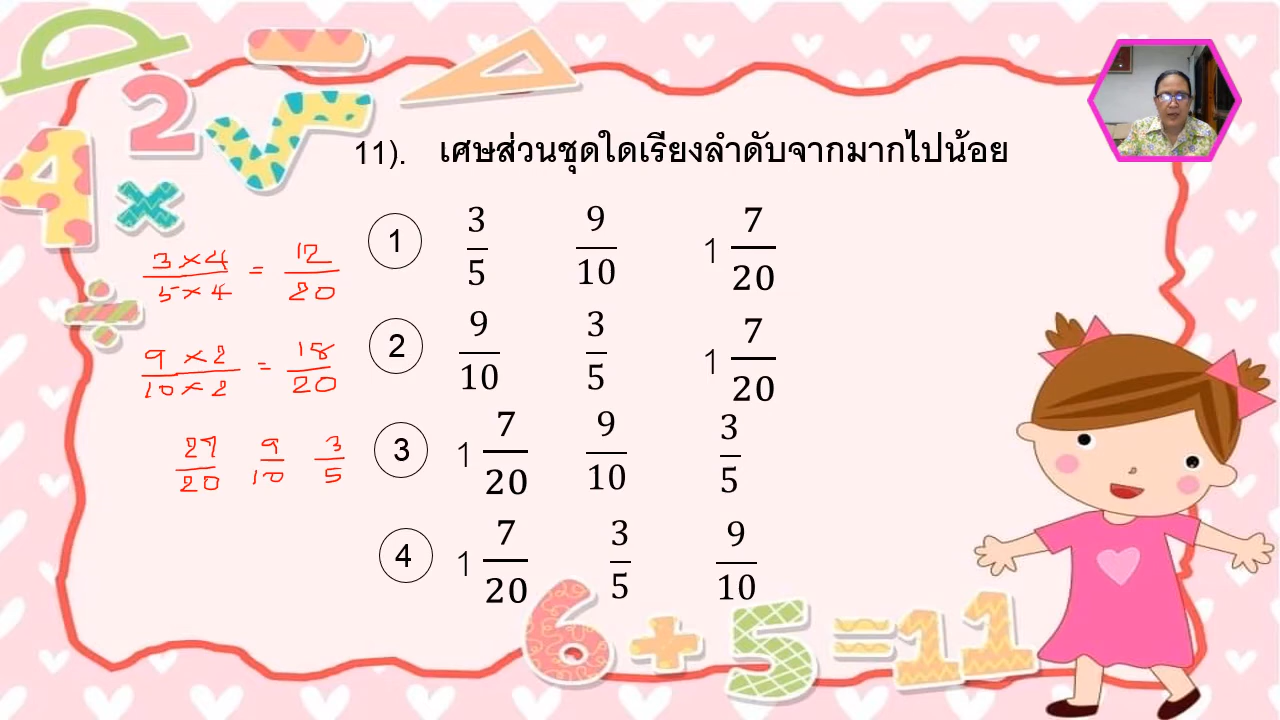 11). เศษส่วนชุดใดเรียงลำดับจากมากไปน้อย
1 3/5 9/10 1 7/20
2 9/10 3/5 1 7/20
3 1 7/20 9/10 3/5
4 1 7/20 3/5 9/10
3 × 4 / 5 × 4 = 12/20
9 × 2 / 10 × 2 = 18/20
27/20 9/10 3/5
4 2 √
×
÷
6+5=11